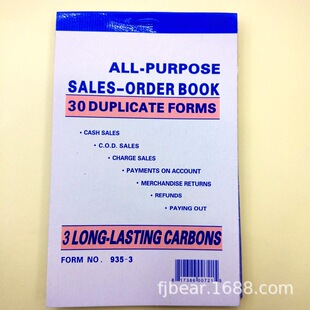 ALL-PURPOSE
SALES-ORDER BOOK
30 DUPLICATE FORMS
• CASH SALES
• C.O.D. SALES
• CHARGE SALES
• PAYMENTS ON ACCOUNT
• MERCHANDISE RETURNS
• REFUNDS
• PAYING OUT
3 LONG-LASTING CARBONS
FORM NO. 935-3
fjbear.1688.com